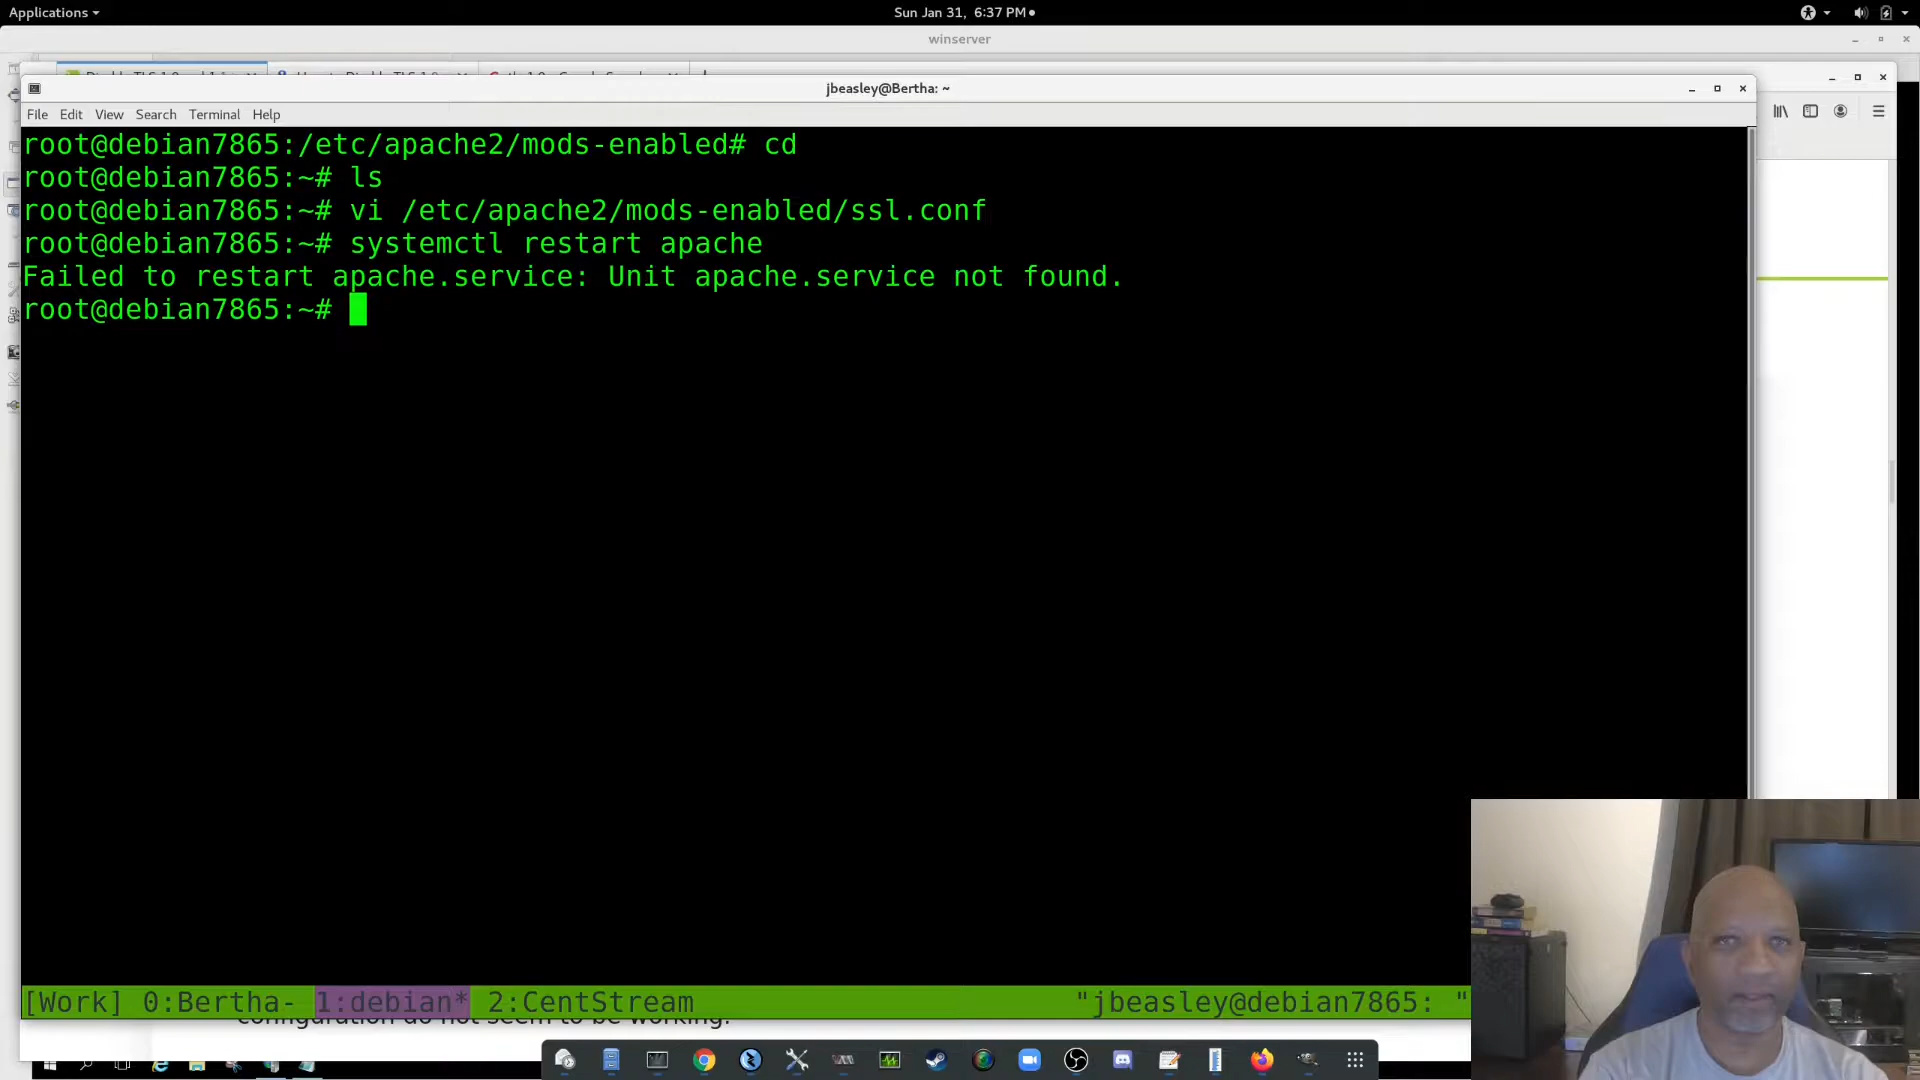 Applications
Sun Jan 31, 6:37 PM
winserver
jbeasley@Bertha: ~
File Edit View Search Terminal Help
root@debian7865:/etc/apache2/mods-enabled# cd
root@debian7865:~# ls
root@debian7865:~# vi /etc/apache2/mods-enabled/ssl.conf
root@debian7865:~# systemctl restart apache
Failed to restart apache.service: Unit apache.service not found.
root@debian7865:~#
[Work] 0:Bertha- 1:debian* 2:CentStream "jbeasley@debian7865: "
configuration do not seem to be working.